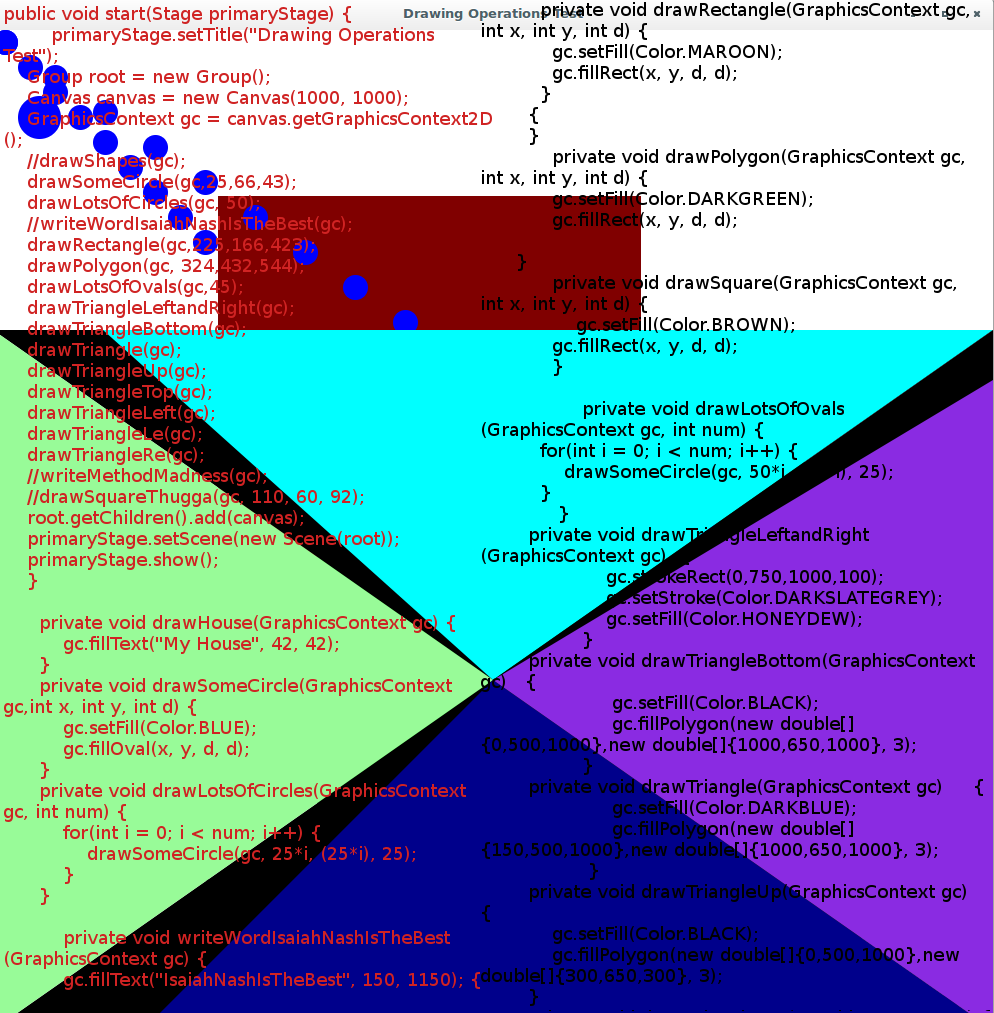 Drawing Operations Test
public void start(Stage primaryStage) {
primaryStage.setTitle("Drawing Operations
Test");
Group root = new Group();
Canvas canvas = new Canvas(1000, 1000);
GraphicsContext gc = canvas.getGraphicsContext2D
();
//drawShapes(gc);
drawSomeCircle(gc,25,66,43);
drawLotsOfCircles(gc, 50);
//writeWordIsaiahNashIsTheBest(gc);
drawRectangle(gc,225,166,423);
drawPolygon(gc, 324,432,544);
drawLotsOfOvals(gc,45);
drawTriangleLeftandRight(gc);
drawTriangleBottom(gc);
drawTriangle(gc);
drawTriangleUp(gc);
drawTriangleTop(gc);
drawTriangleLeft(gc);
drawTriangleLe(gc);
drawTriangleRe(gc);
//writeMethodMadness(gc);
//drawSquareThugga(gc, 110, 60, 92);
root.getChildren().add(canvas);
primaryStage.setScene(new Scene(root));
primaryStage.show();
}
private void drawHouse(GraphicsContext gc) {
gc.fillText("My House", 42, 42);
}
private void drawSomeCircle(GraphicsContext
gc,int x, int y, int d) {
gc.setFill(Color.BLUE);
gc.fillOval(x, y, d, d);
}
private void drawLotsOfCircles(GraphicsContext
gc, int num) {
for(int i = 0; i < num; i++) {
drawSomeCircle(gc, 25*i, (25*i), 25);
}
}
private void writeWordIsaiahNashIsTheBest
(GraphicsContext gc) {
gc.fillText("IsaiahNashIsTheBest", 150, 1150); {
private void drawRectangle(GraphicsContext gc,
int x, int y, int d) {
gc.setFill(Color.MAROON);
gc.fillRect(x, y, d, d);
}
{
}
private void drawPolygon(GraphicsContext gc,
int x, int y, int d) {
gc.setFill(Color.DARKGREEN);
gc.fillRect(x, y, d, d);
}
private void drawSquare(GraphicsContext gc,
int x, int y, int d) {
gc.setFill(Color.BROWN);
gc.fillRect(x, y, d, d);
}
private void drawLotsOfOvals
(GraphicsContext gc, int num) {
for(int i = 0; i < num; i++) {
drawSomeCircle(gc, 50*i, 25);
}
}
private void drawTriangleLeftandRight
(GraphicsContext gc)
gc.strokeRect(0,750,1000,100);
gc.setStroke(Color.DARKSLATEGREY);
gc.setFill(Color.HONEYDEW);
}
private void drawTriangleBottom(GraphicsContext
gc) {
gc.setFill(Color.BLACK);
gc.fillPolygon(new double[]
{0,500,1000},new double[]{1000,650,1000}, 3);
}
private void drawTriangle(GraphicsContext gc) {
gc.setFill(Color.DARKBLUE);
gc.fillPolygon(new double[]
{150,500,1000},new double[]{1000,650,1000}, 3);
}
private void drawTriangleUp(GraphicsContext gc)
{
gc.setFill(Color.BLACK);
gc.fillPolygon(new double[]{0,500,1000},new
double[]{300,650,300}, 3);
}